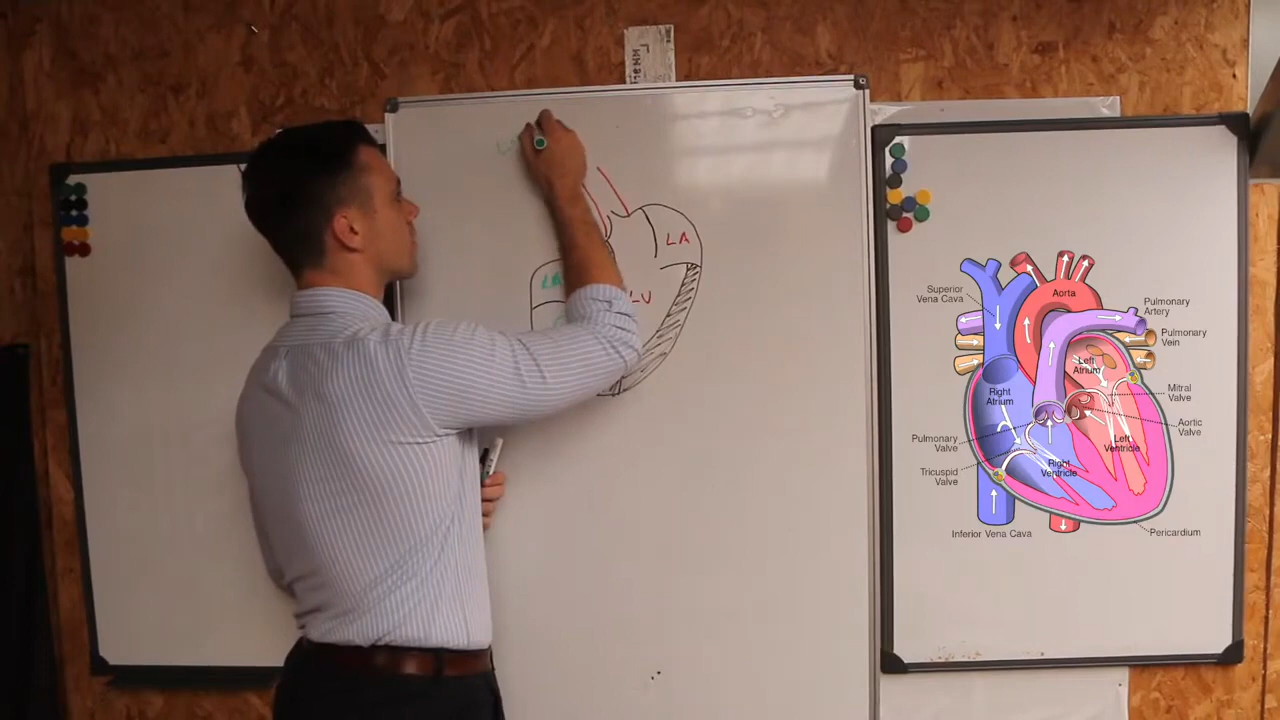 LA
LV
Superior
Vena Cava
Aorta
Pulmonary
Artery
Pulmonary
Vein
Left
Atrium
Right
Atrium
Mitral
Valve
Aortic
Valve
Pulmonary
Valve
Left
Ventricle
Right
Ventricle
Tricuspid
Valve
Inferior Vena Cava
Pericardium